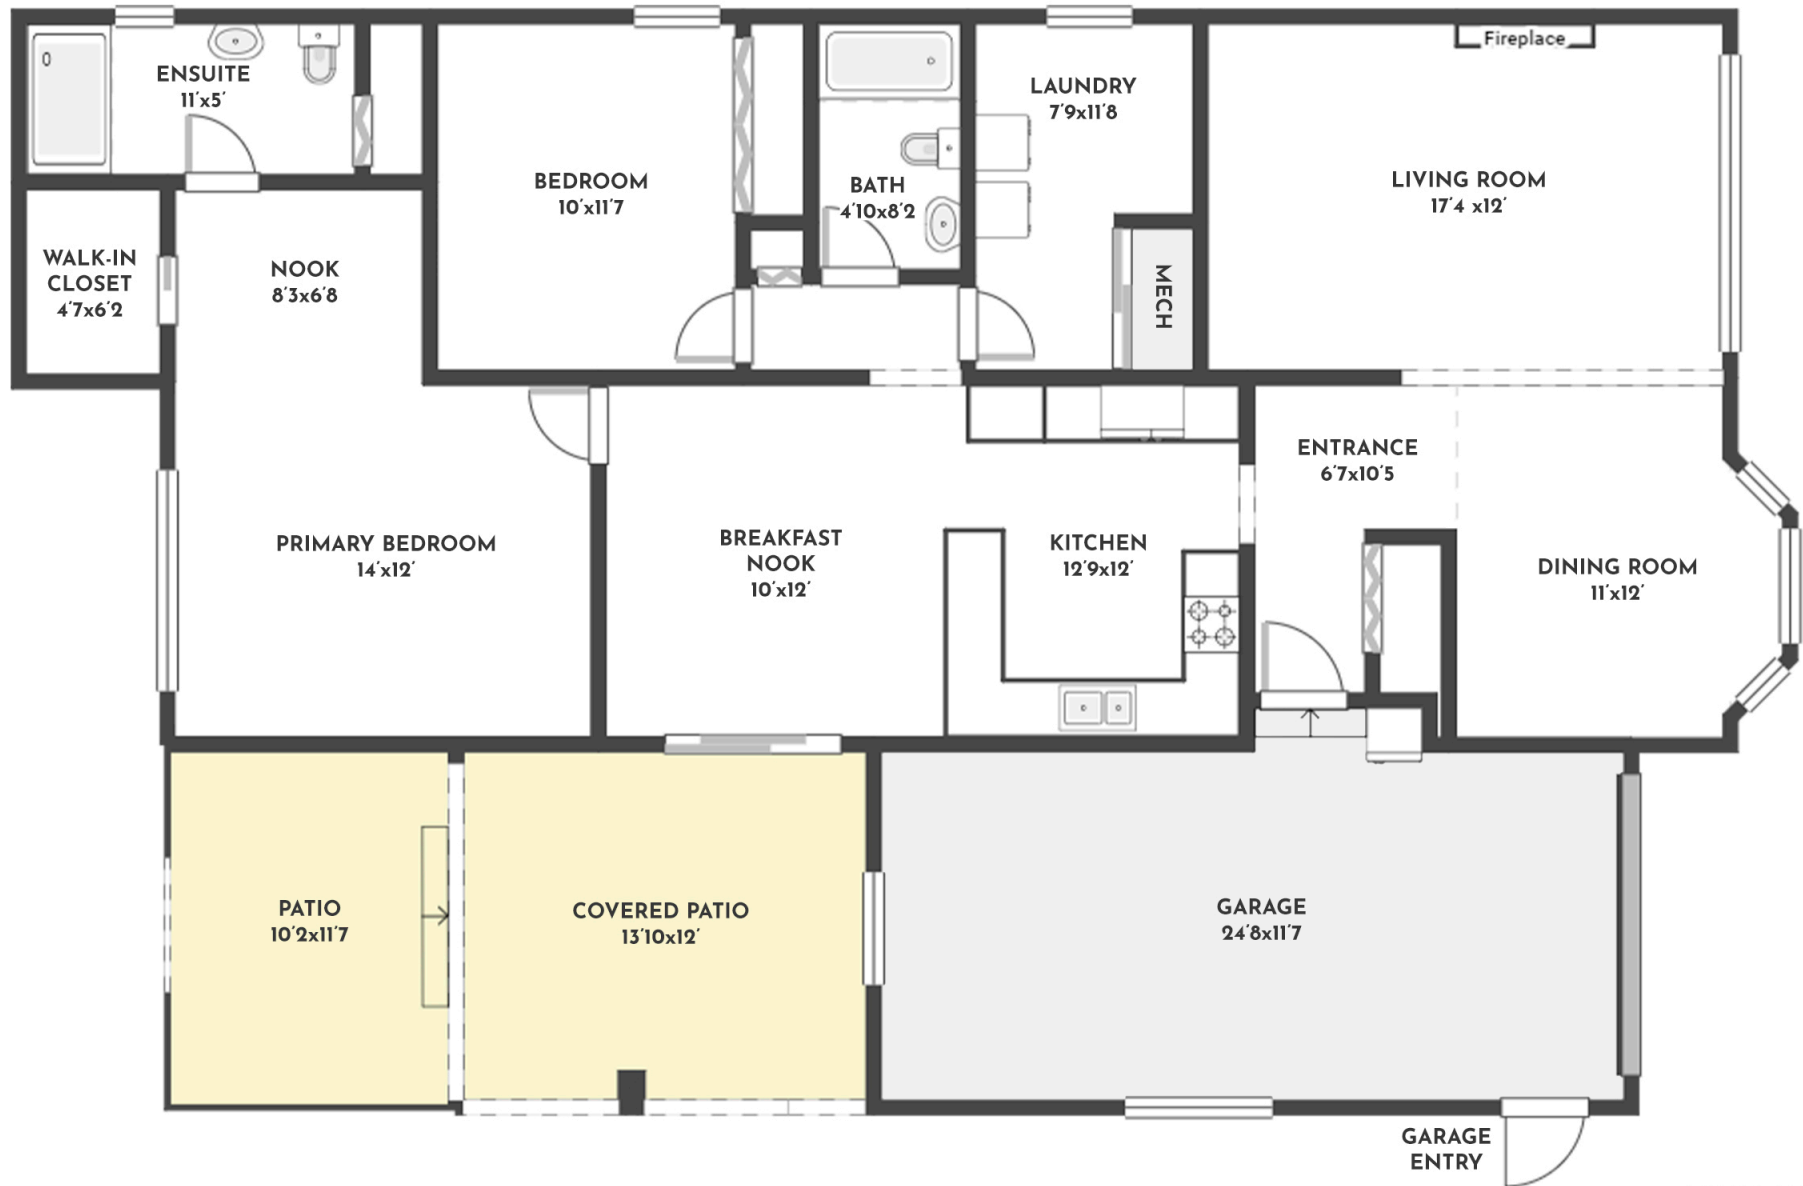 Fireplace
ENSUITE
11'x5'
LAUNDRY
7'9x11'8
BEDROOM
10'x11'7
BATH
4'10x8'2
LIVING ROOM
17'4 x12'
WALK-IN
CLOSET
4'7x6'2
NOOK
8'3x6'8
MECH
ENTRANCE
6'7x10'5
PRIMARY BEDROOM
14'x12'
BREAKFAST
NOOK
10'x12'
KITCHEN
12'9x12'
DINING ROOM
11'x12'
PATIO
10'2x11'7
COVERED PATIO
13'10x12'
GARAGE
24'8x11'7
GARAGE
ENTRY